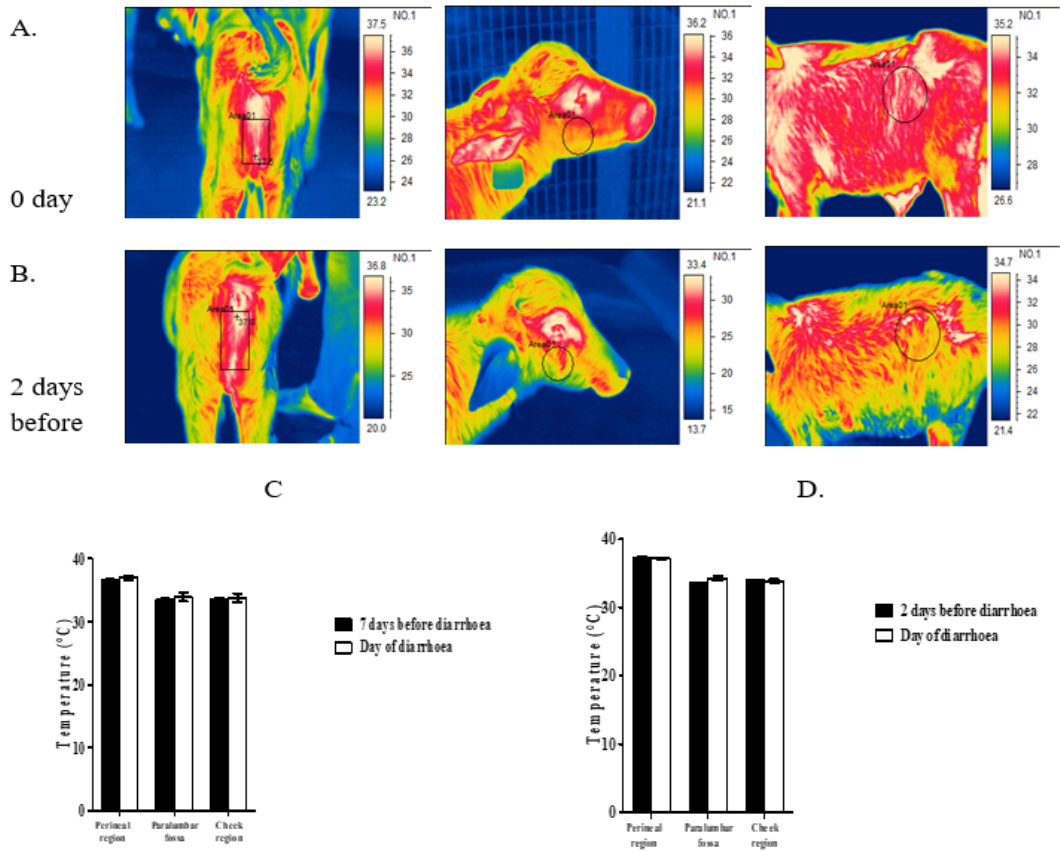 A.
0 day
37.5
NO.1
36
34
32
30
28
26
24
23.2
Area01
37.5
36.2
NO.1
34
32
30
28
26
24
22
21.1
Area01
35.2
NO.1
34
32
30
28
26.6
Area01
B.
2 days
before
36.8
NO.1
35
30
25
20.0
Area01
33.4
NO.1
30
25
20
15
13.7
Area01
34.7
NO.1
34
32
30
28
26
24
22
21.4
Area01
C
D.
Temperature (°C)
40
30
20
10
0
Perineal
region
Paralumbar
fossa
Cheek
region
7 days before diarrhoea
Day of diarrhoea
Temperature (°C)
40
30
20
10
0
Perineal
region
Paralumbar
fossa
Cheek
region
2 days before diarrhoea
Day of diarrhoea